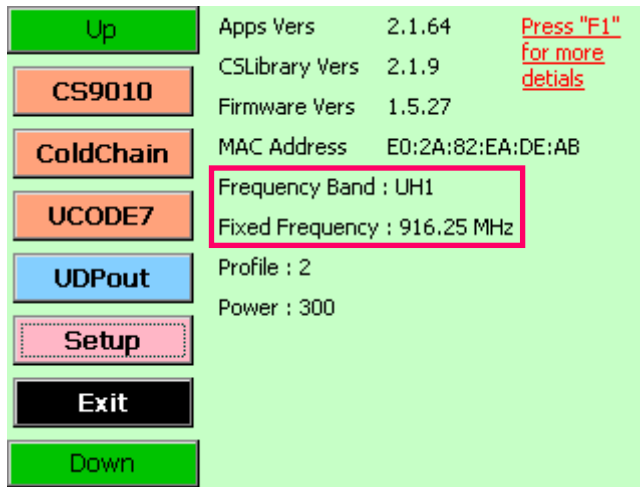 Up
CS9010
ColdChain
UCODE7
UDPout
Setup
Exit
Down
Apps Vers 2.1.64
CSLibrary Vers 2.1.9
Firmware Vers 1.5.27
MAC Address E0:2A:82:EA:DE:AB
Frequency Band : UH1
Fixed Frequency : 916.25 MHz
Profile : 2
Power : 300
Press "F1"
for more
detials